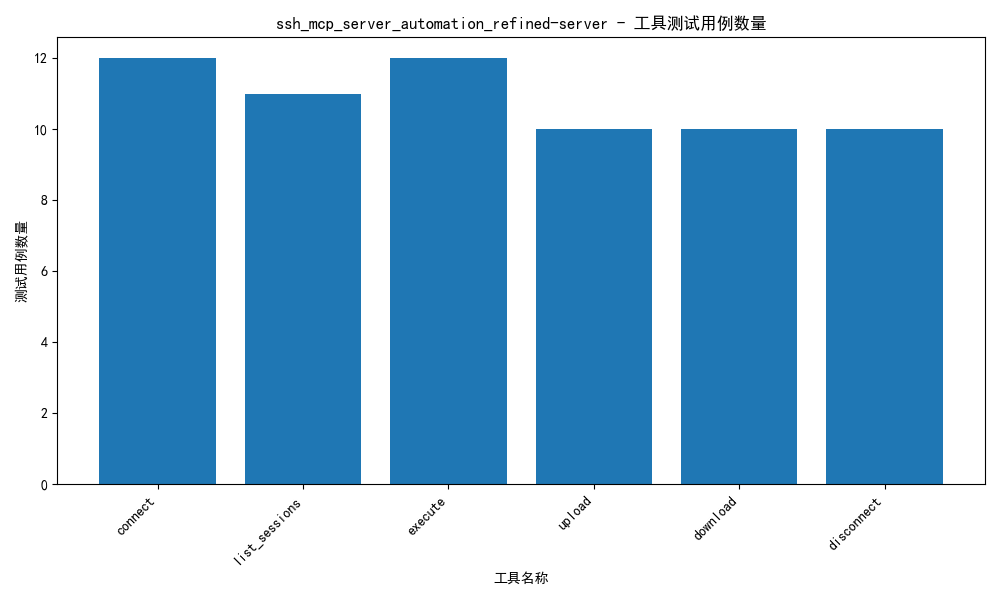 ssh_mcp_server_automation_refined-server - 工具测试用例数量
测试用例数量
12
10
8
6
4
2
0
connect
list_sessions
execute
upload
download
disconnect
工具名称